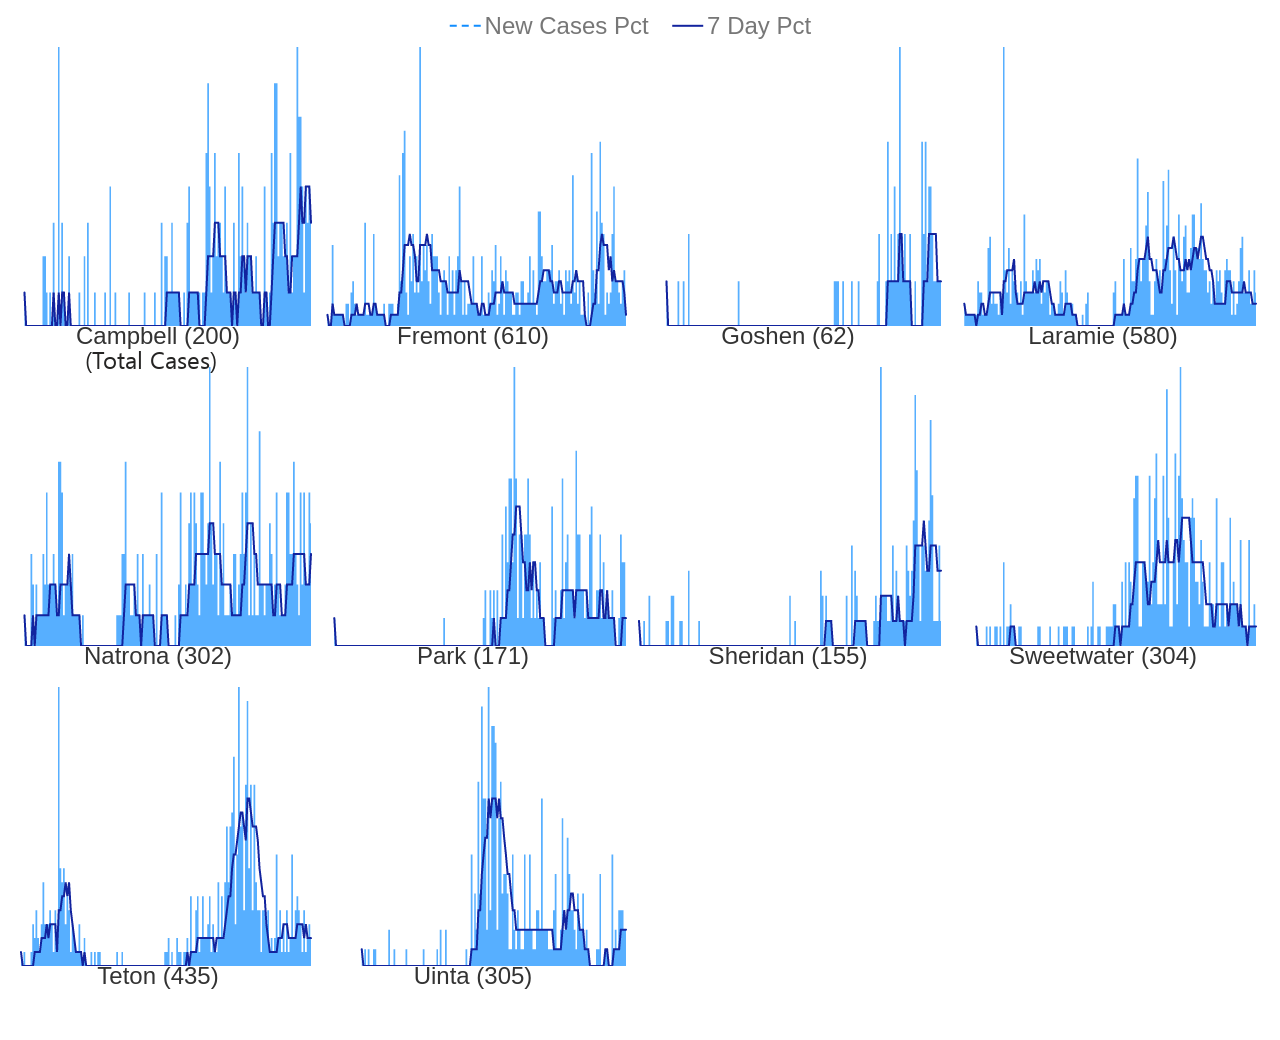 New Cases Pct 7 Day Pct
Campbell (200) Fremont (610) Goshen (62) Laramie (580)
(Total Cases)
Natrona (302) Park (171) Sheridan (155) Sweetwater (304)
Teton (435) Uinta (305)